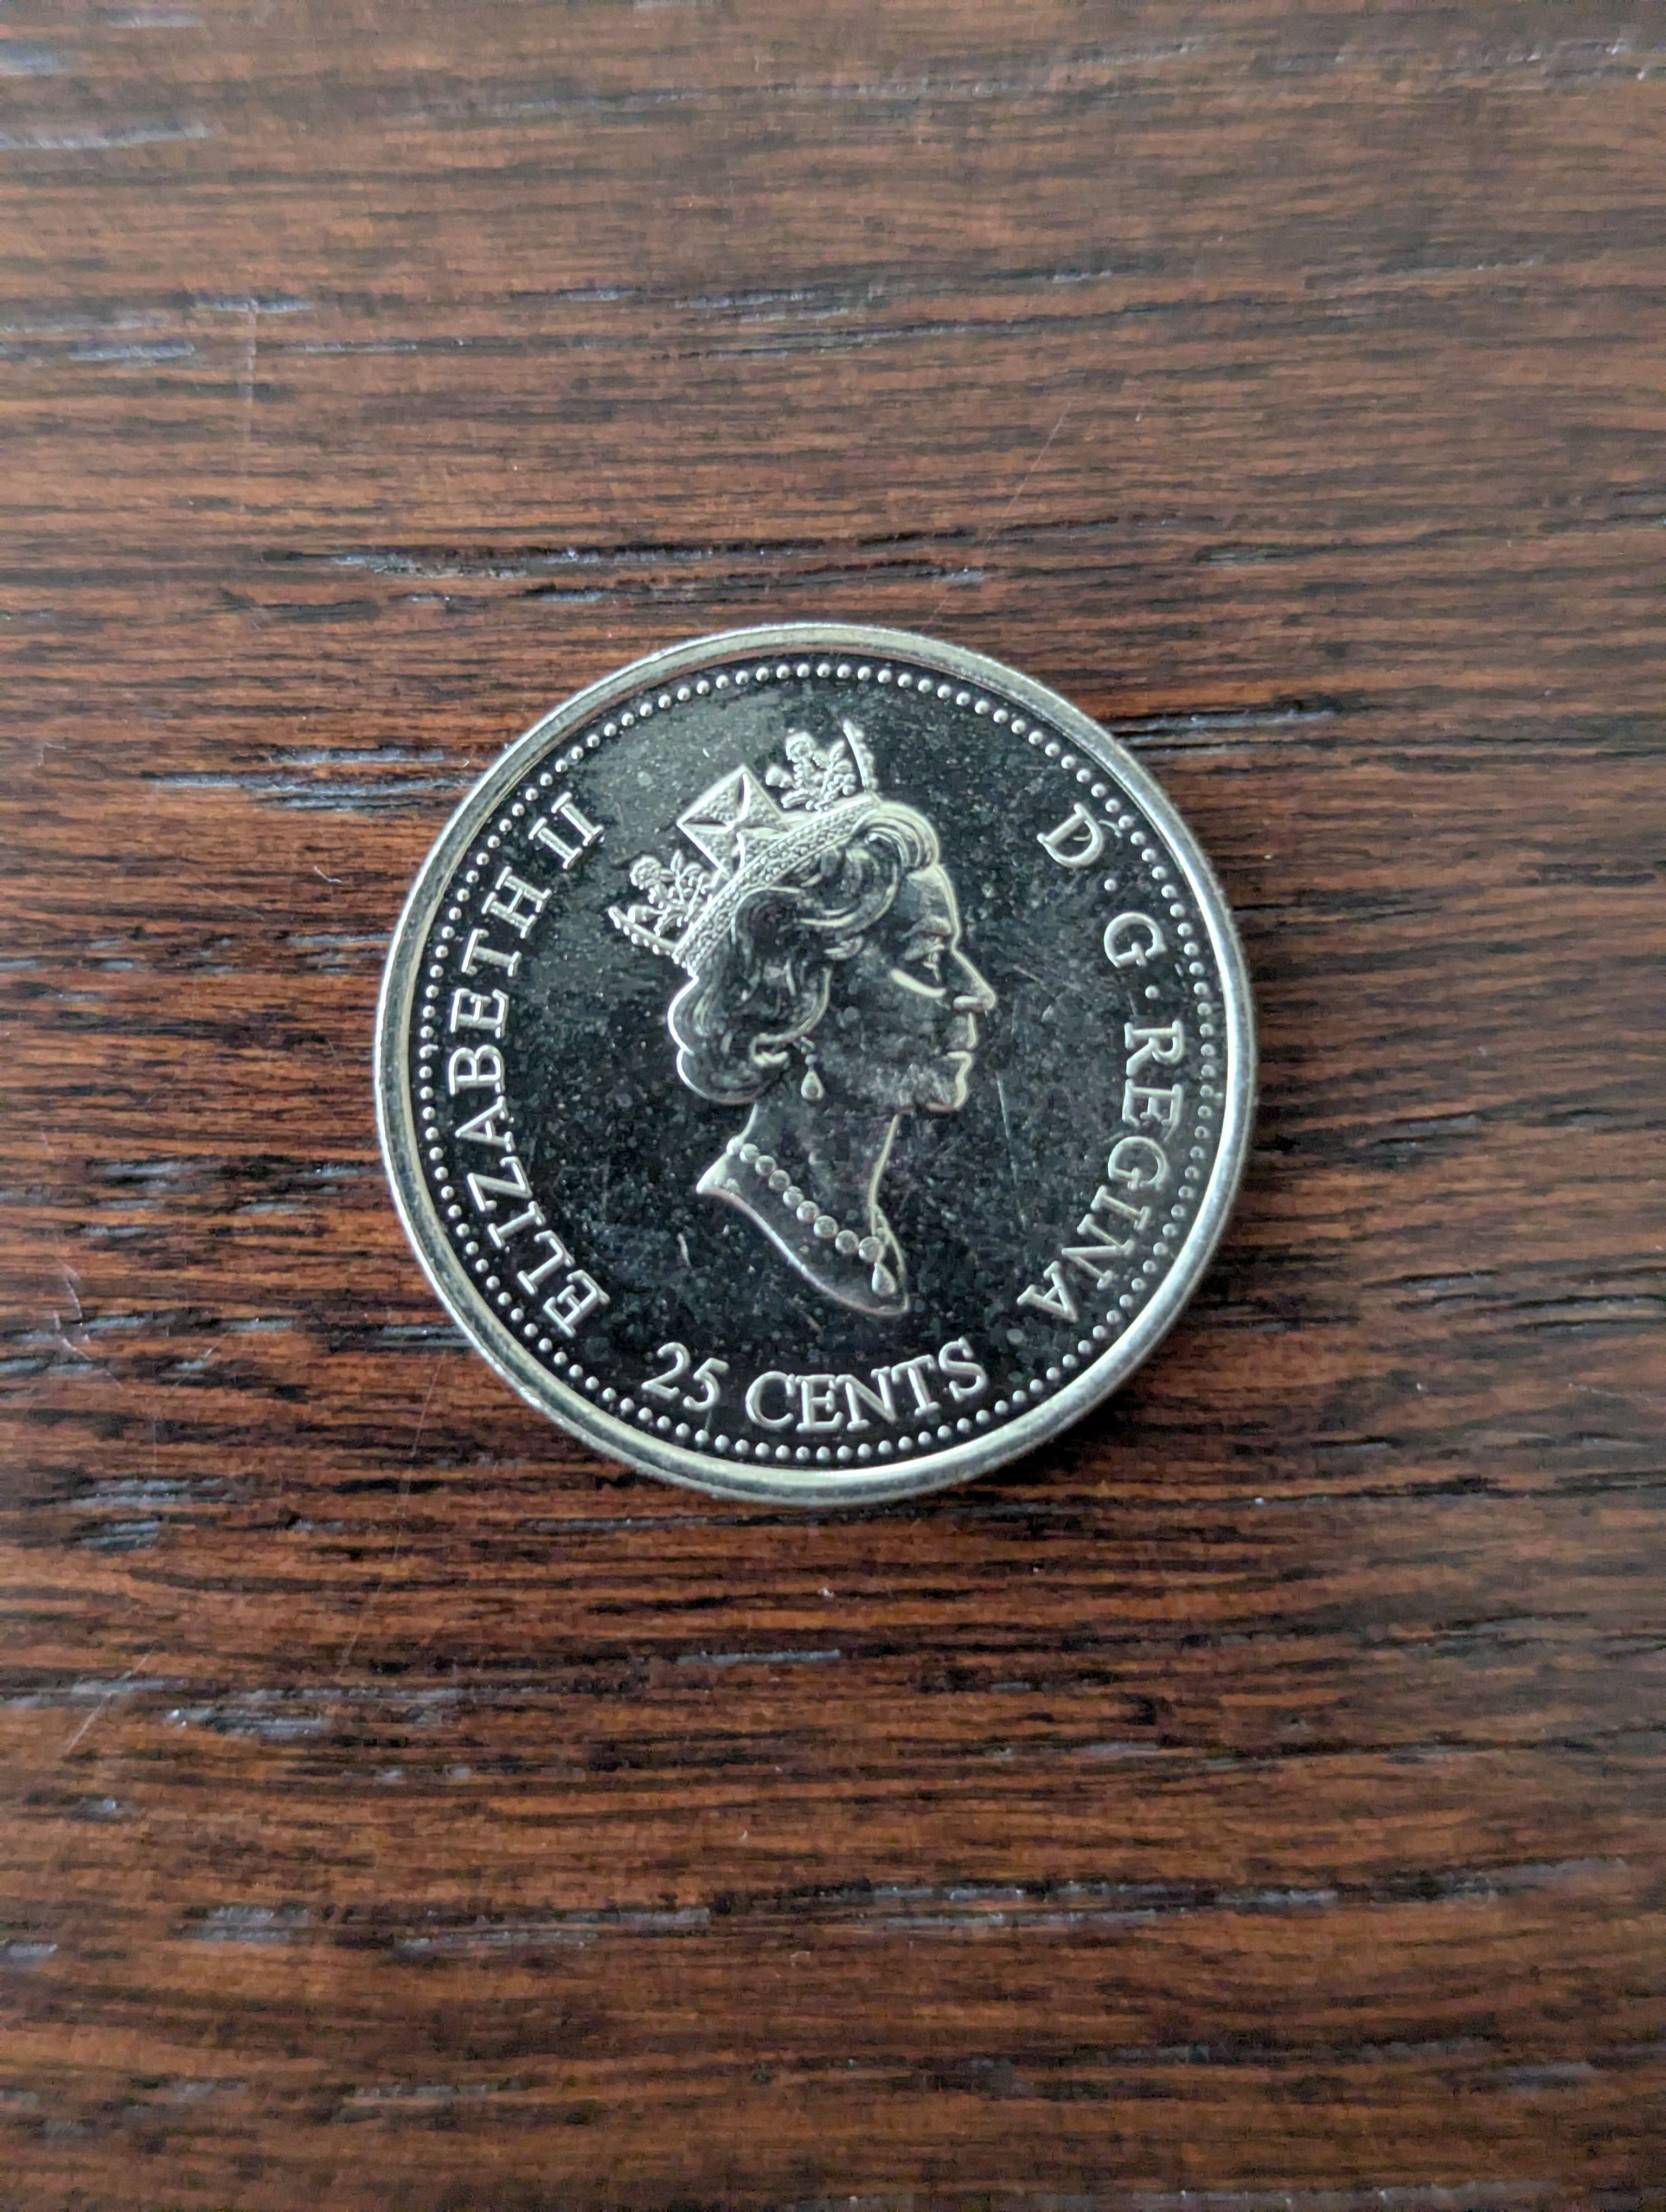 ELIZABETH II
D · G · REGINA
25 CENTS